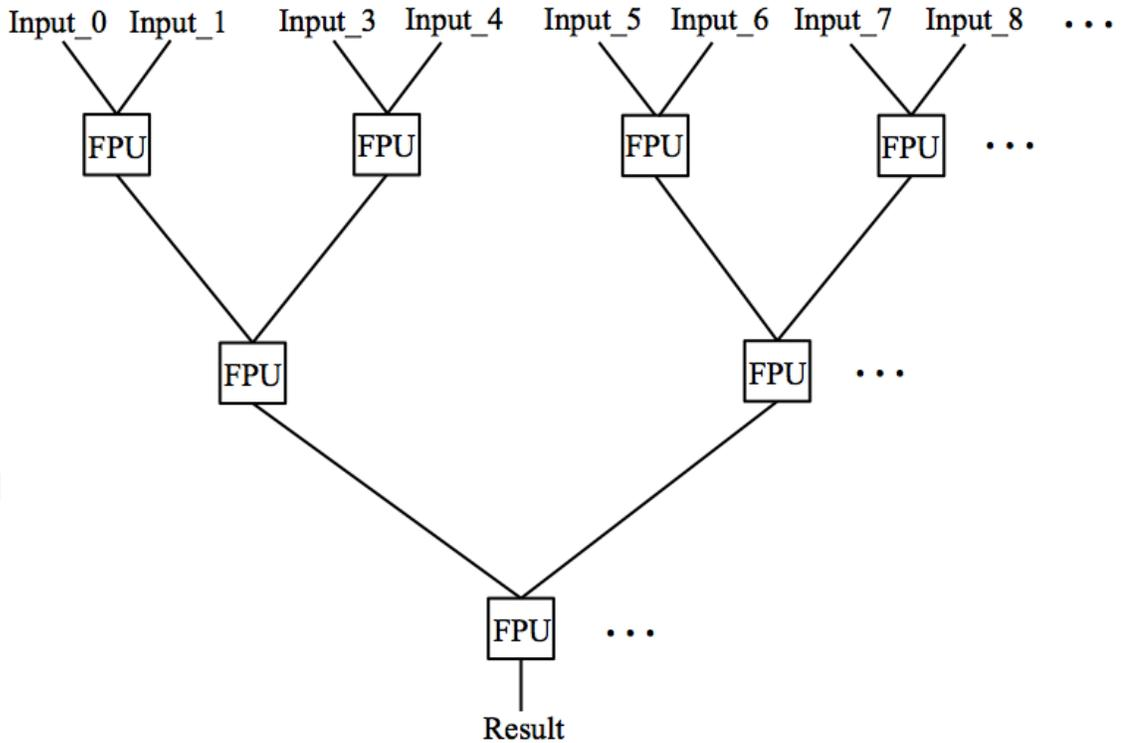 Input_0 Input_1 Input_3 Input_4 Input_5 Input_6 Input_7 Input_8 ...
FPU FPU FPU FPU ...
FPU FPU ...
FPU ...
Result